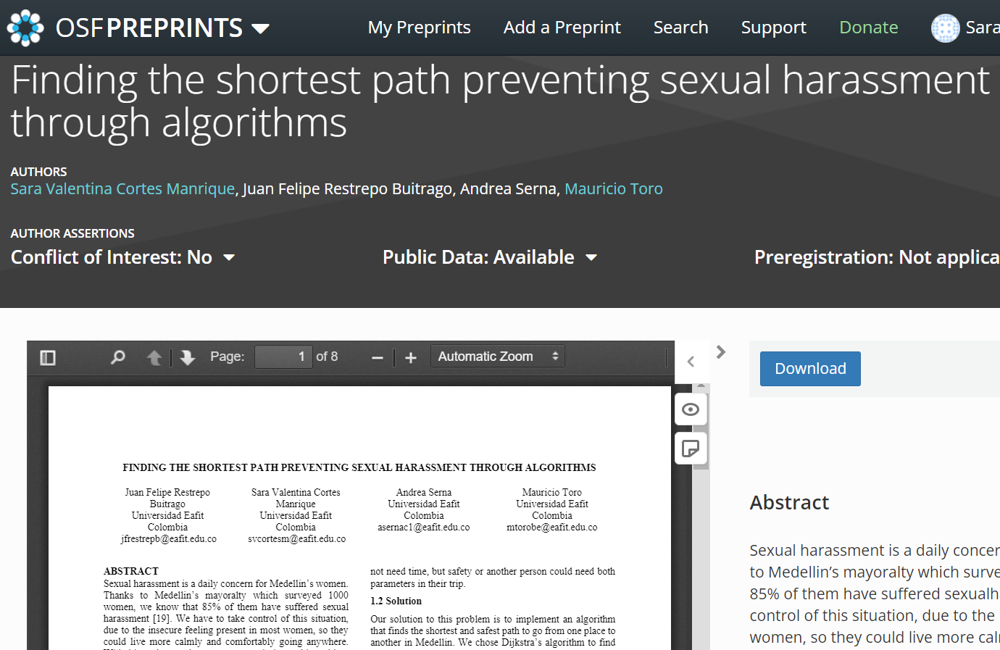 OSFPREPRINTS
My Preprints Add a Preprint Search Support Donate Sara
Finding the shortest path preventing sexual harassment
through algorithms
AUTHORS
Sara Valentina Cortes Manrique, Juan Felipe Restrepo Buitrago, Andrea Serna, Mauricio Toro
AUTHOR ASSERTIONS
Conflict of Interest: No
Public Data: Available
Preregistration: Not applica
Page: 1 of 8
Automatic Zoom
FINDING THE SHORTEST PATH PREVENTING SEXUAL HARASSMENT THROUGH ALGORITHMS
Juan Felipe Restrepo
Buitrago
Universidad Eafit
Colombia
jfrestrepb@eafit.edu.co
Sara Valentina Cortes
Manrique
Universidad Eafit
Colombia
svcortesm@eafit.edu.co
Andrea Serna
Universidad Eafit
Colombia
asernac1@eafit.edu.co
Mauricio Toro
Universidad Eafit
Colombia
mtorobe@eafit.edu.co
ABSTRACT
Sexual harassment is a daily concern for Medellin's women.
Thanks to Medellin's mayoralty which surveyed 1000
women, we know that 85% of them have suffered sexual
harassment [19]. We have to take control of this situation,
due to the insecure feeling present in most women, so they
could live more calmly and comfortably going anywhere.
not need time, but safety or another person could need both
parameters in their trip.
1.2 Solution
Our solution to this problem is to implement an algorithm
that finds the shortest and safest path to go from one place to
another in Medellin. We chose Dijkstra's algorithm to find
Download
Abstract
Sexual harassment is a daily concer
to Medellin's mayoralty which surve
85% of them have suffered sexualh
control of this situation, due to the
women, so they could live more cal